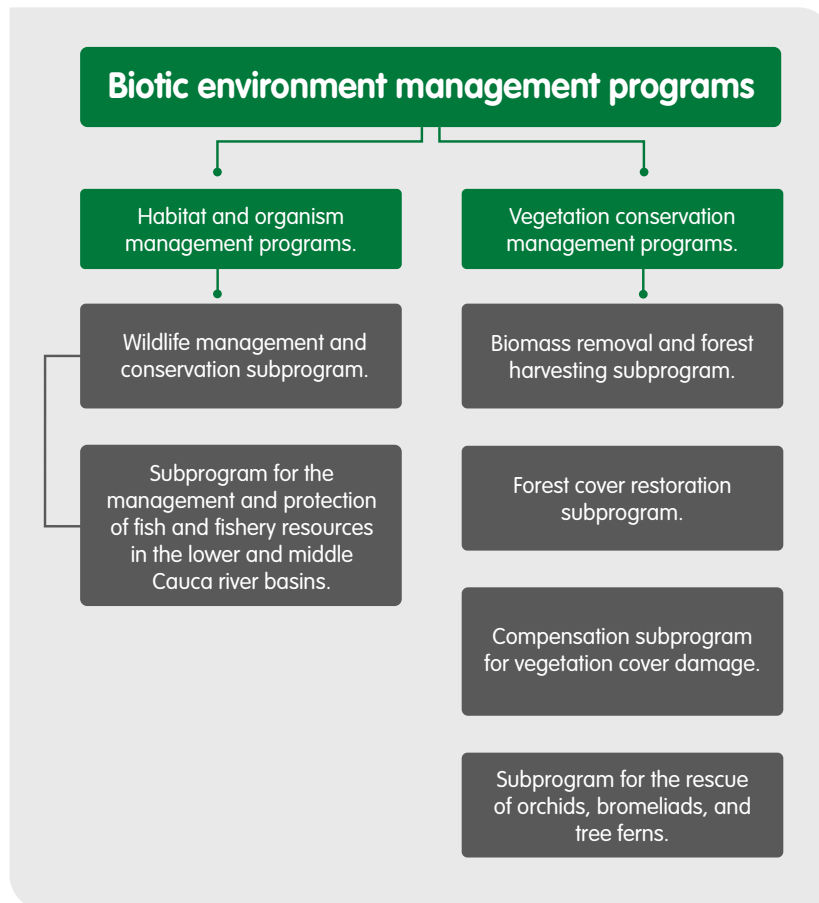 Biotic environment management programs
Habitat and organism
management programs.
Wildlife management and
conservation subprogram.
Subprogram for the
management and protection
of fish and fishery resources
in the lower and middle
Cauca river basins.
Vegetation conservation
management programs.
Biomass removal and forest
harvesting subprogram.
Forest cover restoration
subprogram.
Compensation subprogram
for vegetation cover damage.
Subprogram for the rescue
of orchids, bromeliads, and
tree ferns.